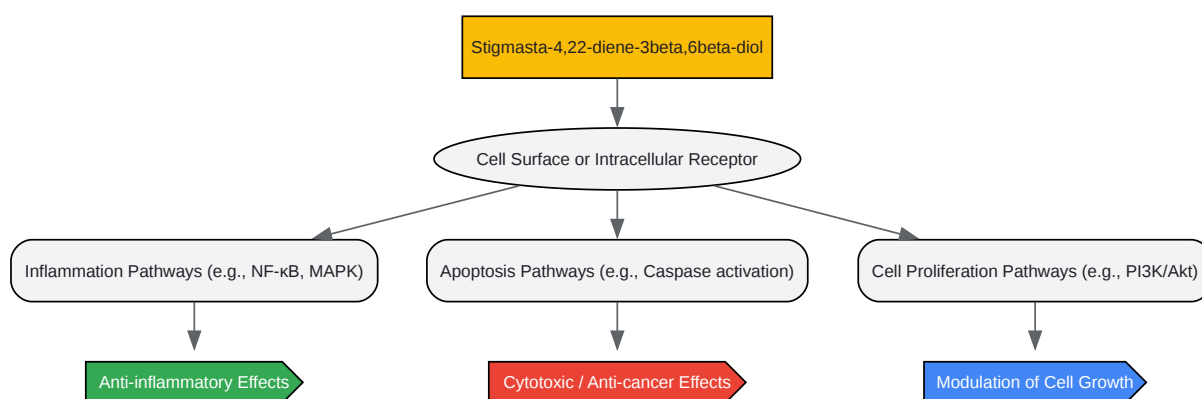 Stigmasta-4,22-diene-3beta,6beta-diol
Cell Surface or Intracellular Receptor
Inflammation Pathways (e.g., NF-κB, MAPK)
Apoptosis Pathways (e.g., Caspase activation)
Cell Proliferation Pathways (e.g., PI3K/Akt)
Anti-inflammatory Effects
Cytotoxic / Anti-cancer Effects
Modulation of Cell Growth